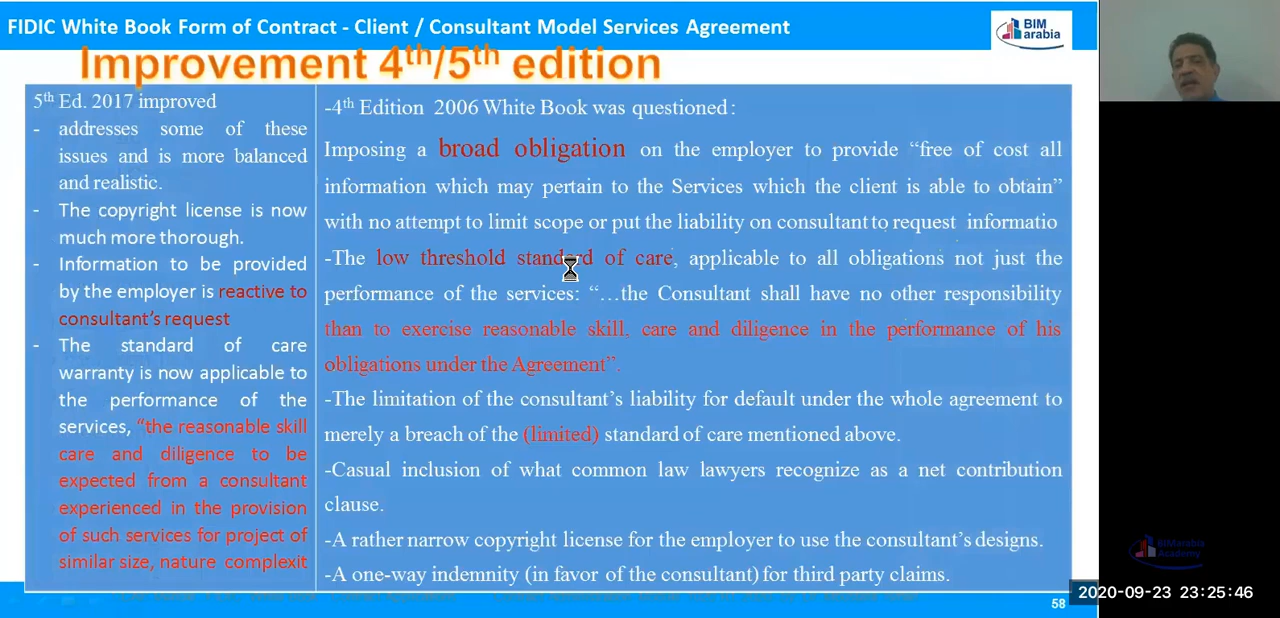 FIDIC White Book Form of Contract - Client / Consultant Model Services Agreement
BIM
arabia
Improvement 4th/5th edition
5th Ed. 2017 improved
- addresses some of these
issues and is more balanced
and realistic.
- The copyright license is now
much more thorough.
- Information to be provided
by the employer is reactive to
consultant's request
- The standard of care
warranty is now applicable to
the performance of the
services, "the reasonable skill
care and diligence to be
expected from a consultant
experienced in the provision
of such services for project of
similar size, nature complexit
-4th Edition 2006 White Book was questioned:
Imposing a broad obligation on the employer to provide "free of cost all
information which may pertain to the Services which the client is able to obtain"
with no attempt to limit scope or put the liability on consultant to request informatio
-The low threshold standard of care, applicable to all obligations not just the
performance of the services: "…the Consultant shall have no other responsibility
than to exercise reasonable skill, care and diligence in the performance of his
obligations under the Agreement".
-The limitation of the consultant's liability for default under the whole agreement to
merely a breach of the (limited) standard of care mentioned above.
-Casual inclusion of what common law lawyers recognize as a net contribution
clause.
-A rather narrow copyright license for the employer to use the consultant's designs.
-A one-way indemnity (in favor of the consultant) for third party claims.
58
BIMarabia
Academy
2020-09-23 23:25:46